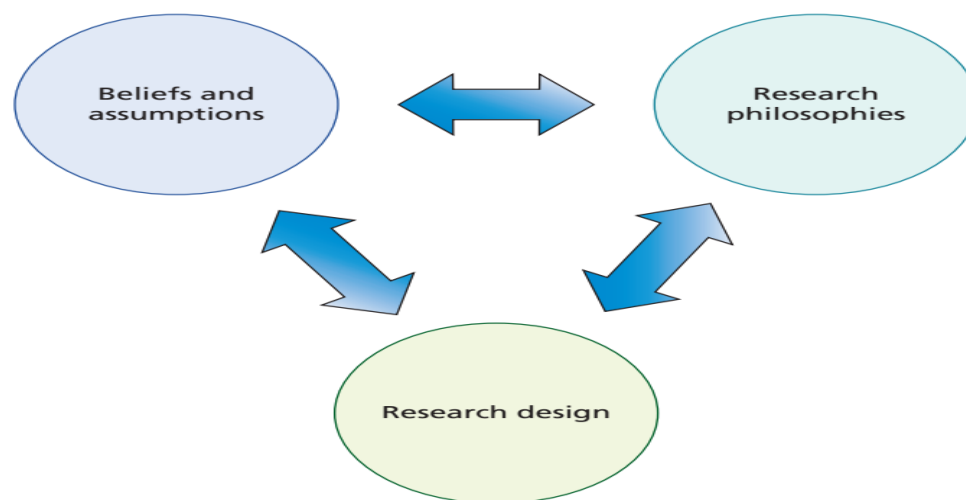 Beliefs and
assumptions
Research
philosophies
Research design